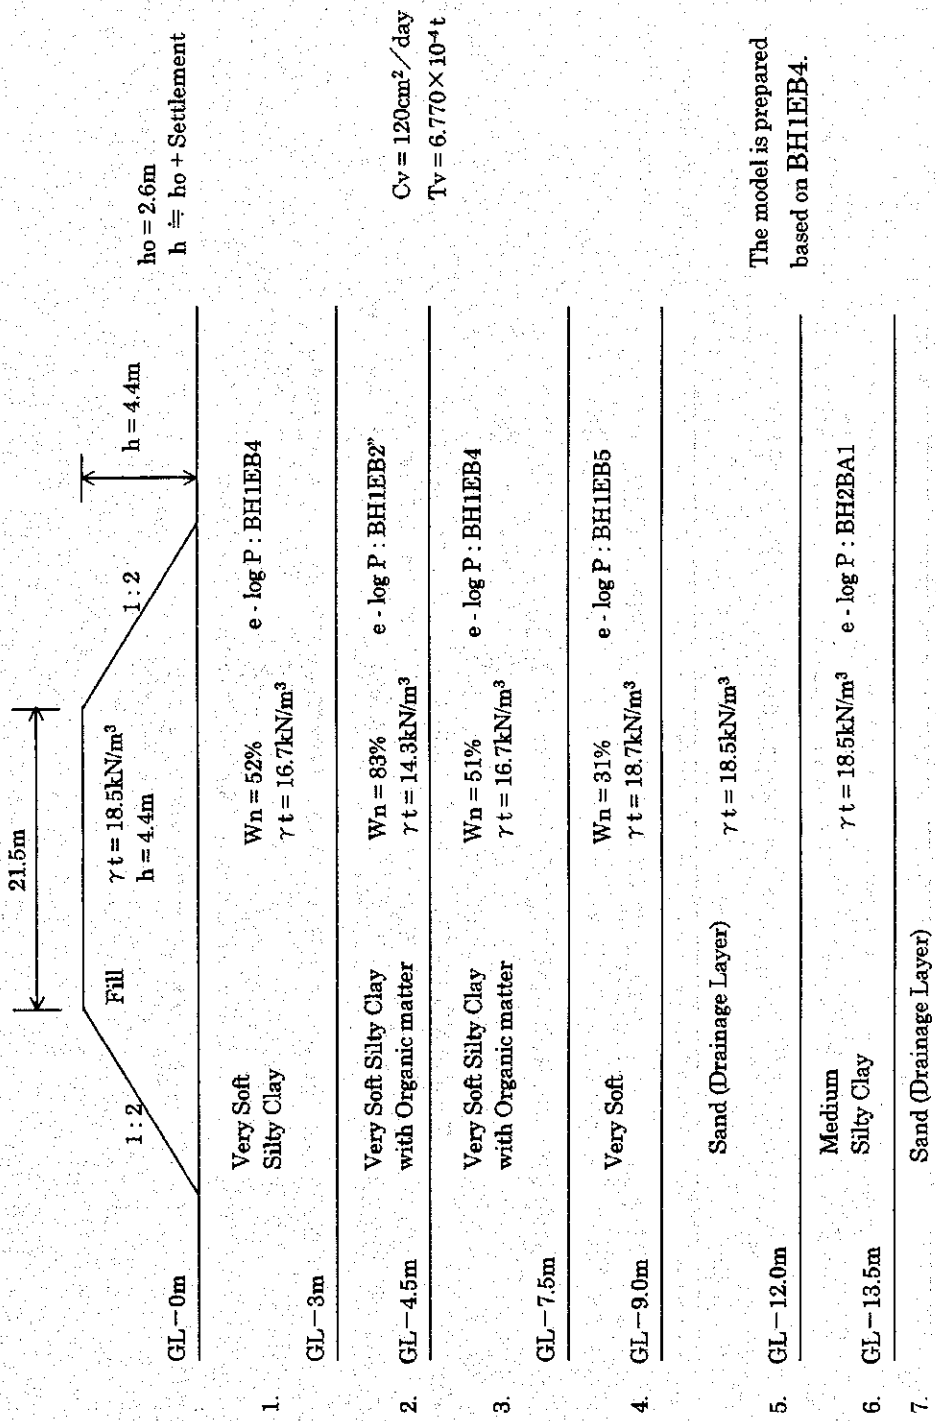 21.5m
1 : 2
Fill
γt = 18.5kN/m³
h = 4.4m
1 : 2
h = 4.4m
ho = 2.6m
h ≒ ho + Settlement
GL－0m
1.
Very Soft
Silty Clay
Wn = 52%
γt = 16.7kN/m³
e - log P : BH1EB4
GL－3m
2.
Very Soft Silty Clay
with Organic matter
Wn = 83%
γt = 14.3kN/m³
e - log P : BH1EB2”
Cv = 120cm²／day
Tv = 6.770×10⁻⁴t
GL－4.5m
3.
Very Soft Silty Clay
with Organic matter
Wn = 51%
γt = 16.7kN/m³
e - log P : BH1EB4
GL－7.5m
4.
Very Soft
Wn = 31%
γt = 18.7kN/m³
e - log P : BH1EB5
GL－9.0m
5.
Sand (Drainage Layer)
γt = 18.5kN/m³
GL－12.0m
The model is prepared
based on BH1EB4.
6.
Medium
Silty Clay
γt = 18.5kN/m³
e - log P : BH2BA1
GL－13.5m
7.
Sand (Drainage Layer)